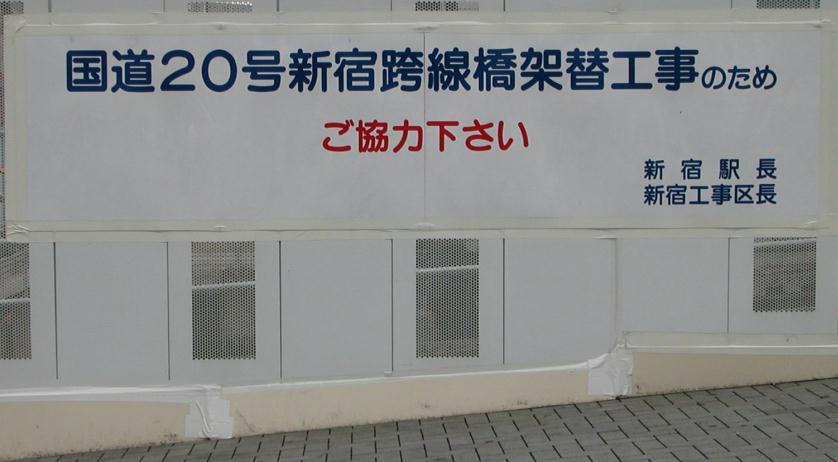 国道20号新宿跨線橋架替工事のため
ご協力下さい
新宿駅長
新宿工事区長